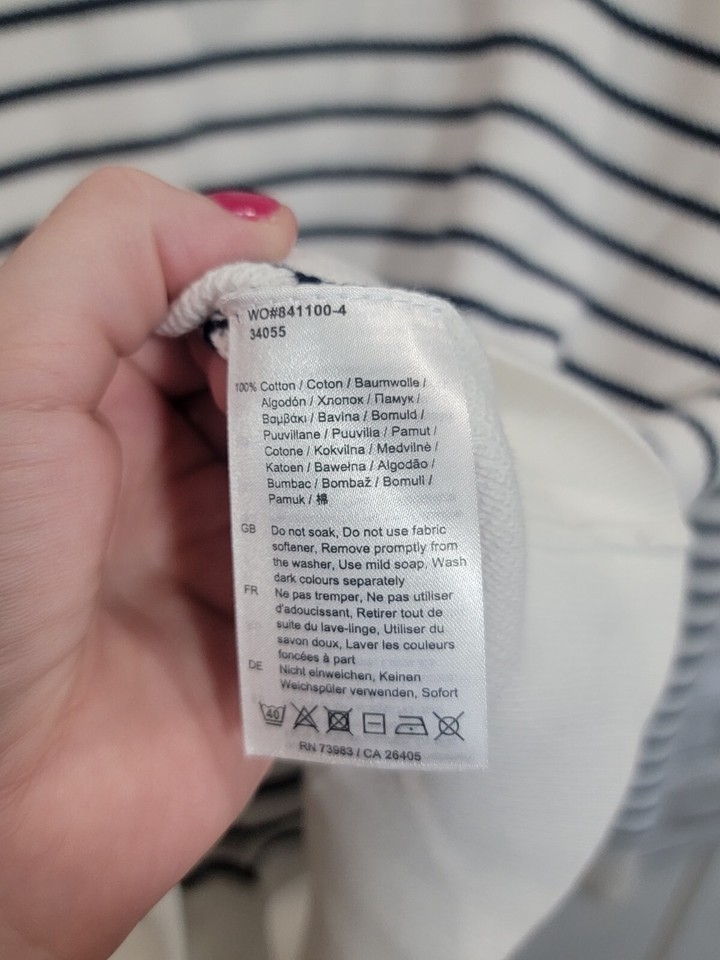 WO#841100-4
34055
100% Cotton / Coton / Baumwolle /
Algodón / Хлопок / Памук /
Βαμβάκι / Bavlna / Bomuld /
Puuvillane / Puuvilla / Pamut /
Cotone / Kokvilna / Medvilnė /
Katoen / Bawełna / Algodão /
Bumbac / Bombaž / Bomull /
Pamuk / 棉
GB Do not soak, Do not use fabric
softener, Remove promptly from
the washer, Use mild soap, Wash
dark colours separately
FR Ne pas tremper, Ne pas utiliser
d'adoucissant, Retirer tout de
suite du lave-linge, Utiliser du
savon doux, Laver les couleurs
foncées à part
DE Nicht einweichen, Keinen
Weichspüler verwenden, Sofort
40
RN 73983 / CA 26405